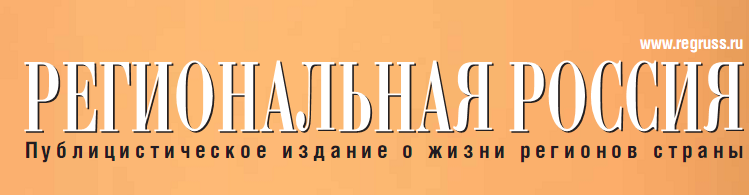 www.regruss.ru
РЕГИОНАЛЬНАЯ РОССИЯ
Публицистическое издание о жизни регионов страны